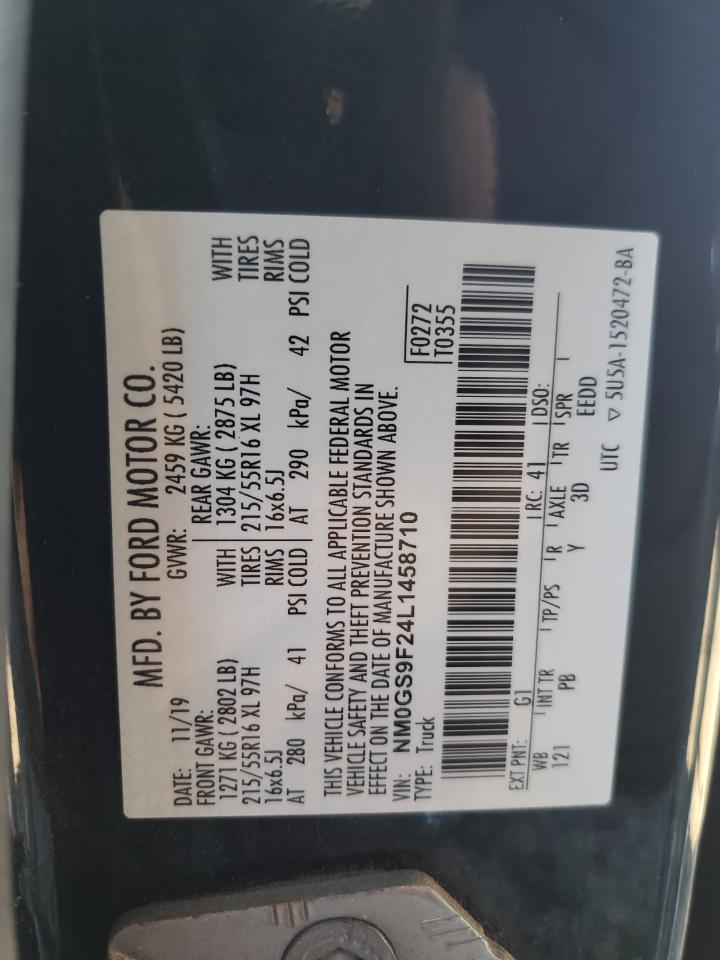 MFD. BY FORD MOTOR CO.
DATE: 11/19 GVWR: 2459 KG ( 5420 LB)
FRONT GAWR: REAR GAWR:
1271 KG ( 2802 LB) WITH 1304 KG ( 2875 LB) WITH
215/55R16 XL 97H TIRES 215/55R16 XL 97H TIRES
16x6.5J RIMS 16x6.5J RIMS
AT 280 kPa/ 41 PSI COLD AT 290 kPa/ 42 PSI COLD
THIS VEHICLE CONFORMS TO ALL APPLICABLE FEDERAL MOTOR
VEHICLE SAFETY AND THEFT PREVENTION STANDARDS IN
EFFECT ON THE DATE OF MANUFACTURE SHOWN ABOVE.
VIN: NM0GS9F24L1458710
TYPE: Truck
F0272
T0355
EXT PNT: G1 RC: 41 DSO:
WB INT TR TP/PS R AXLE TR SPR
121 PB Y 3D EEDD
UTC ▽ 5U5A-1520472-BA